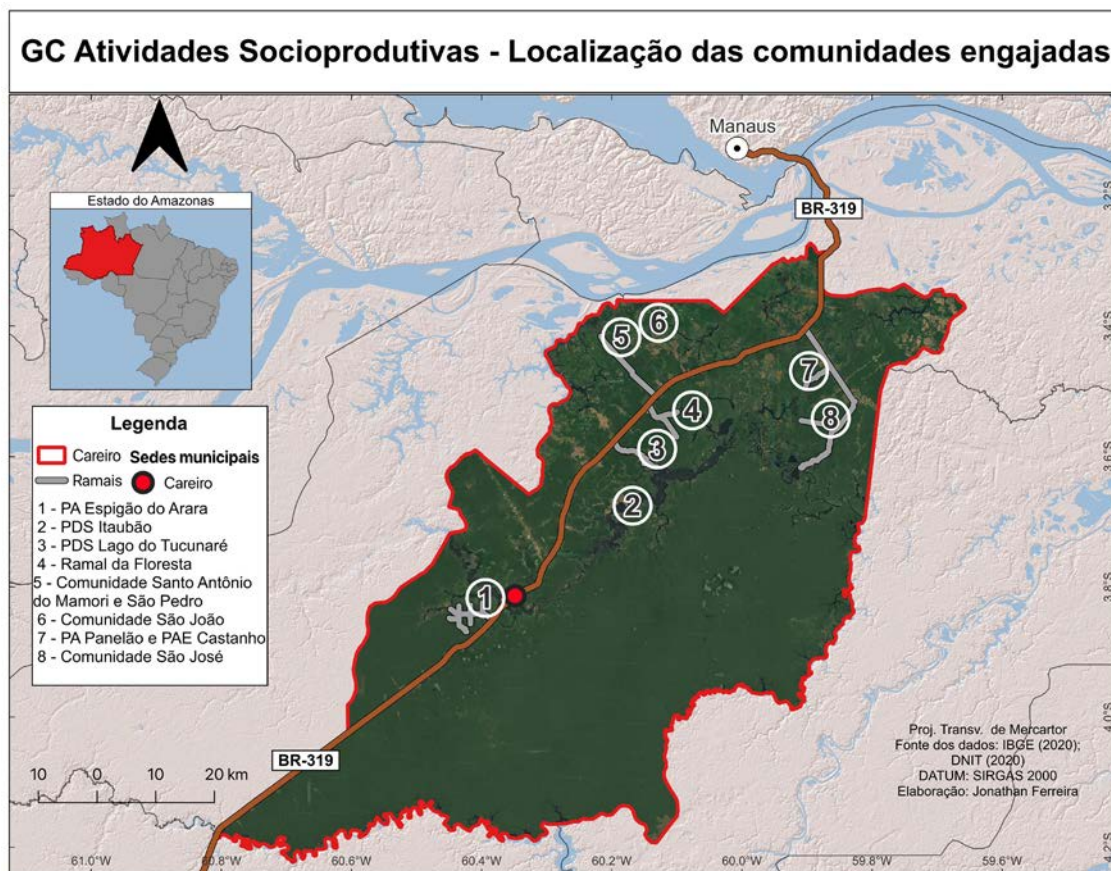 GC Atividades Socioprodutivas - Localização das comunidades engajadas
Manaus
BR-319
Estado do Amazonas
3.2°S
3.4°S
3.6°S
3.8°S
4.0°S
4.2°S
6
5
7
4
8
3
2
1
Legenda
Careiro
Sedes municipais
Ramais
Careiro
1 - PA Espigão do Arara
2 - PDS Itaubão
3 - PDS Lago do Tucunaré
4 - Ramal da Floresta
5 - Comunidade Santo Antônio
do Mamori e São Pedro
6 - Comunidade São João
7 - PA Panelão e PAE Castanho
8 - Comunidade São José
BR-319
10 0 10 20 km
Proj. Transv. de Mercartor
Fonte dos dados: IBGE (2020);
DNIT (2020)
DATUM: SIRGAS 2000
Elaboração: Jonathan Ferreira
61.0°W 60.8°W 60.6°W 60.4°W 60.2°W 60.0°W 59.8°W 59.6°W